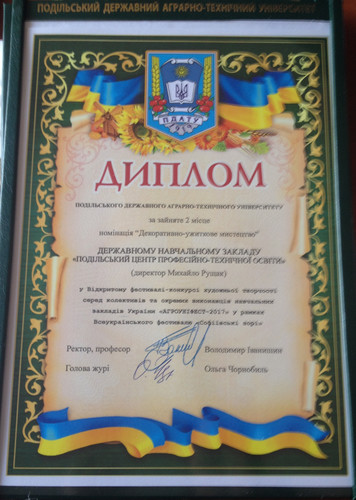 ПОДІЛЬСЬКИЙ ДЕРЖАВНИЙ АГРАРНО-ТЕХНІЧНИЙ УНІВЕРСИТЕТ
ПДАТУ
ДИПЛОМ
ПОДІЛЬСЬКОГО ДЕРЖАВНОГО АГРАРНО-ТЕХНІЧНОГО УНІВЕРСИТЕТУ
за зайняте 2 місце
номінація "Декоративно-ужиткове мистецтво"
ДЕРЖАВНОМУ НАВЧАЛЬНОМУ ЗАКЛАДУ
«ПОДІЛЬСЬКИЙ ЦЕНТР ПРОФЕСІЙНО-ТЕХНІЧНОЇ ОСВІТИ»
(директор Михайло Рущак)
у Відкритому фестивалі-конкурсі художньої творчості
серед колективів та окремих виконавців навчальних
закладів України «АГРОУНІФЕСТ-2017» у рамках
Всеукраїнського фестивалю «Софіївські зорі»
Ректор, професор Володимир Іванишин
Голова журі Ольга Чорнобиль